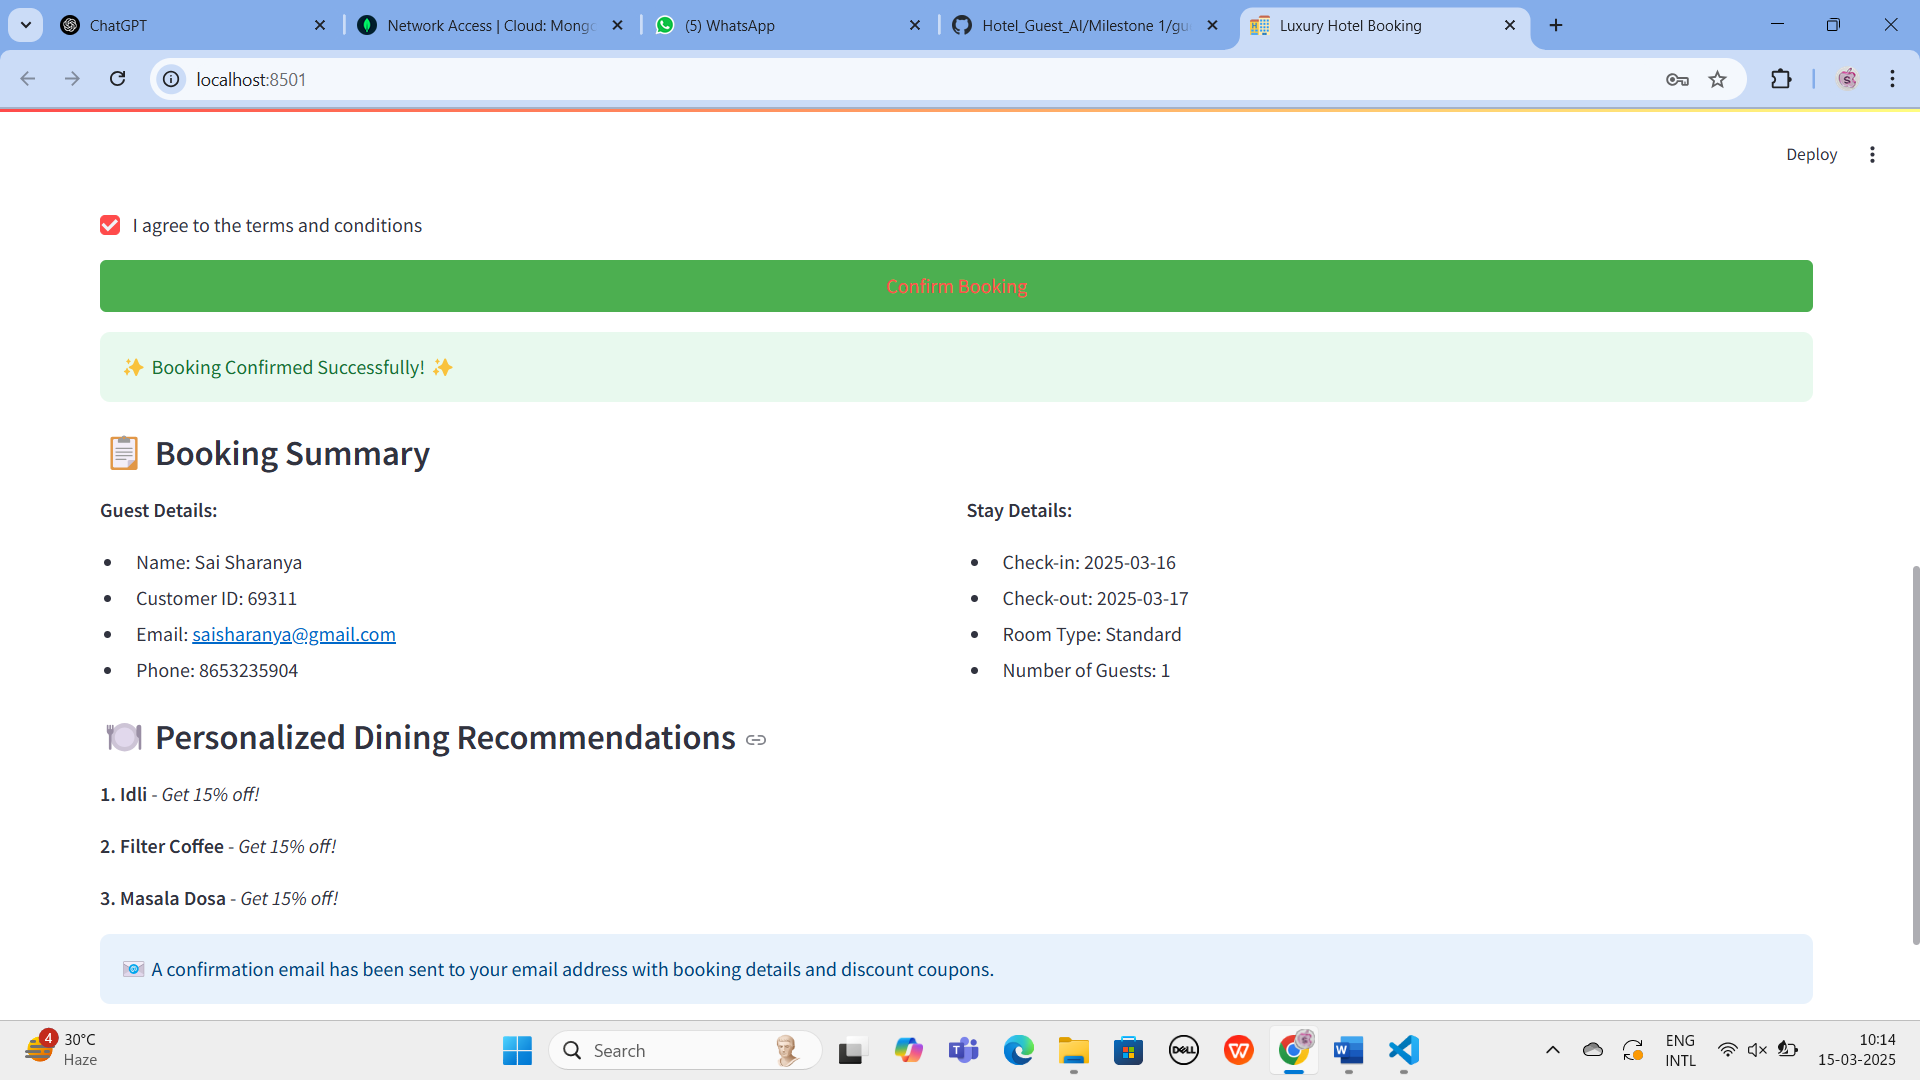 ChatGPT
Network Access | Cloud: Mong
(5) WhatsApp
Hotel_Guest_AI/Milestone 1/gu
Luxury Hotel Booking
localhost:8501
Deploy
I agree to the terms and conditions
Confirm Booking
✨ Booking Confirmed Successfully! ✨
📋 Booking Summary
Guest Details:
Stay Details:
• Name: Sai Sharanya
• Customer ID: 69311
• Email: saisharanya@gmail.com
• Phone: 8653235904
• Check-in: 2025-03-16
• Check-out: 2025-03-17
• Room Type: Standard
• Number of Guests: 1
🍽️ Personalized Dining Recommendations
1. Idli - Get 15% off!
2. Filter Coffee - Get 15% off!
3. Masala Dosa - Get 15% off!
📧 A confirmation email has been sent to your email address with booking details and discount coupons.
4
30°C
Haze
Search
DELL
W
ENG
INTL
10:14
15-03-2025